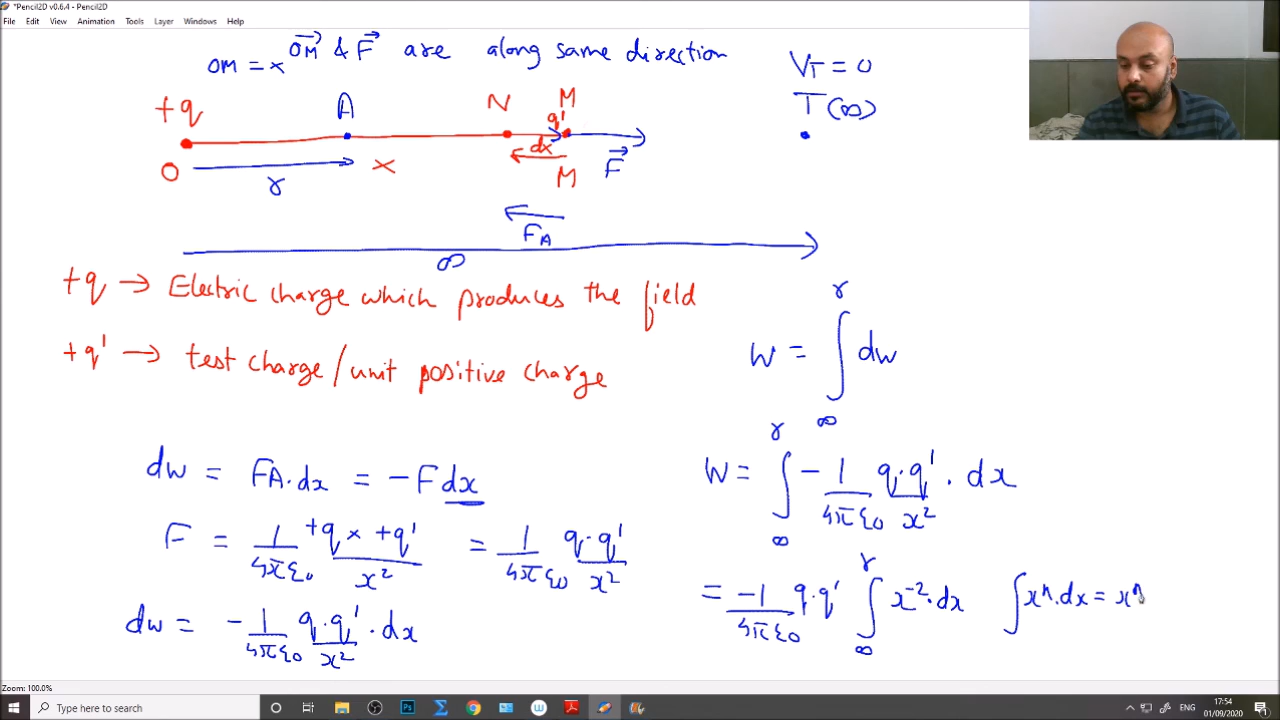 *Pencil2D v0.6.4 - Pencil2D
File Edit View Animation Tools Layer Windows Help
OM = x OM & F are along same direction
V_T = 0
T(∞)
+q A N M
q'
O r x dx M F
F_A
∞
+q → Electric charge which produces the field
+q' → test charge/unit positive charge
W = ∫_∞^r dw
dw = FA·dx = -Fdx
W = ∫_∞^r - 1/4πε₀ q·q'/x² · dx
F = 1/4πε₀ +q × +q'/x² = 1/4πε₀ q·q'/x²
= -1/4πε₀ q·q' ∫_∞^r x⁻²·dx ∫xⁿ·dx = xⁿ
dw = - 1/4πε₀ q·q'/x² · dx
Zoom: 100.0%
Type here to search
17:54
01/09/2020